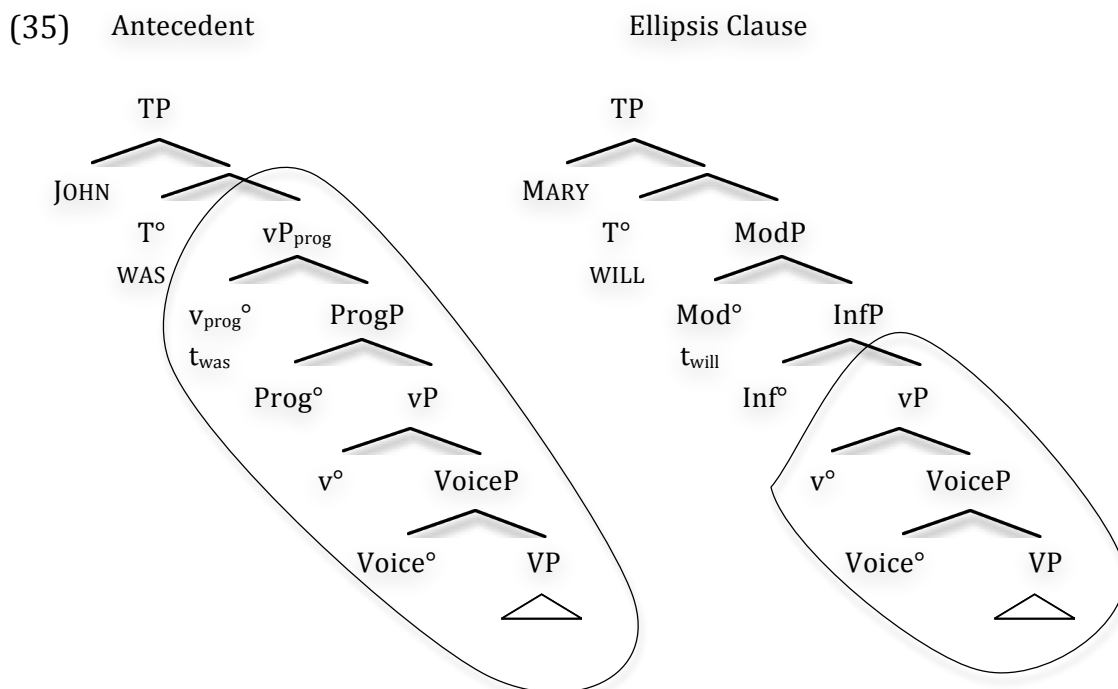 (35) Antecedent Ellipsis Clause
TP TP
JOHN MARY
T° vPprog T° ModP
WAS WILL
vprog° ProgP Mod° InfP
twas twill
Prog° vP Inf° vP
v° VoiceP v° VoiceP
Voice° VP Voice° VP